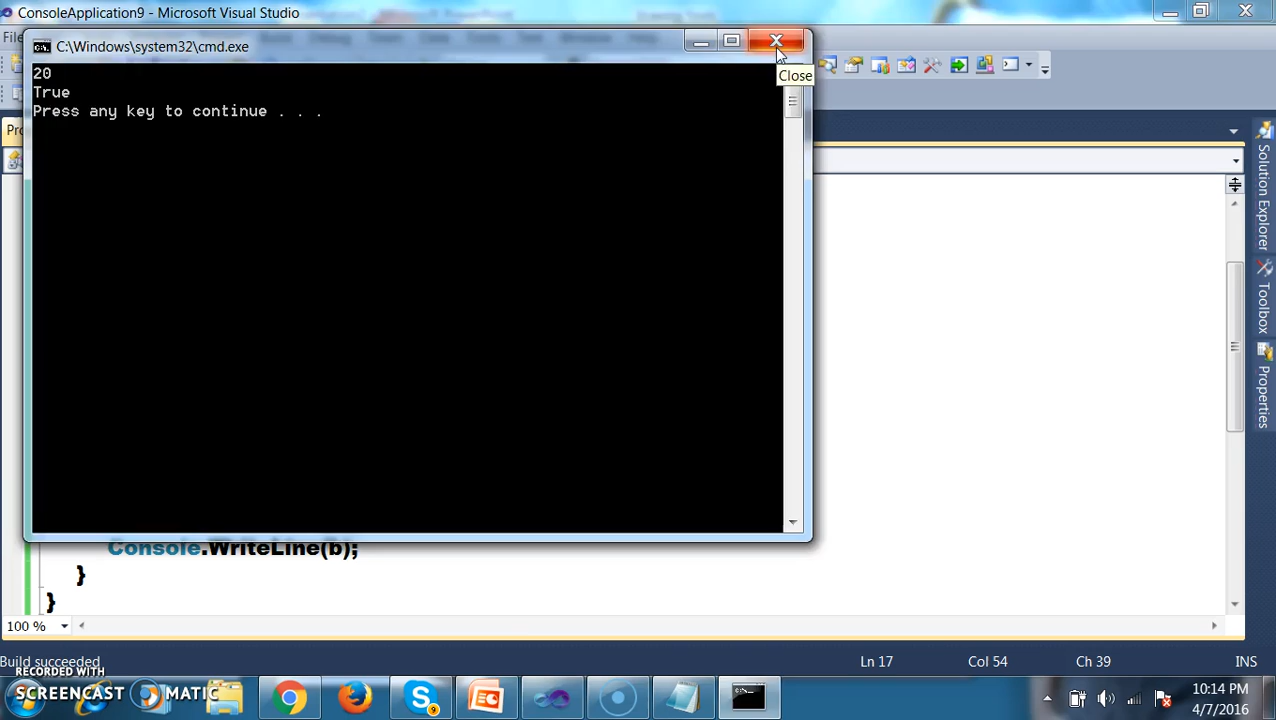 ConsoleApplication9 - Microsoft Visual Studio
C:\Windows\system32\cmd.exe
Close
20
True
Press any key to continue . . .
Solution Explorer
Toolbox
Properties
Console.WriteLine(b);
}
}
100 %
Build succeeded
Ln 17
Col 54
Ch 39
INS
RECORDED WITH
SCREENCAST MATIC
9
10:14 PM
4/7/2016